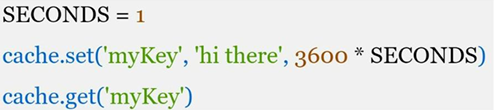 SECONDS = 1
cache.set('myKey', 'hi there', 3600 * SECONDS)
cache.get('myKey')